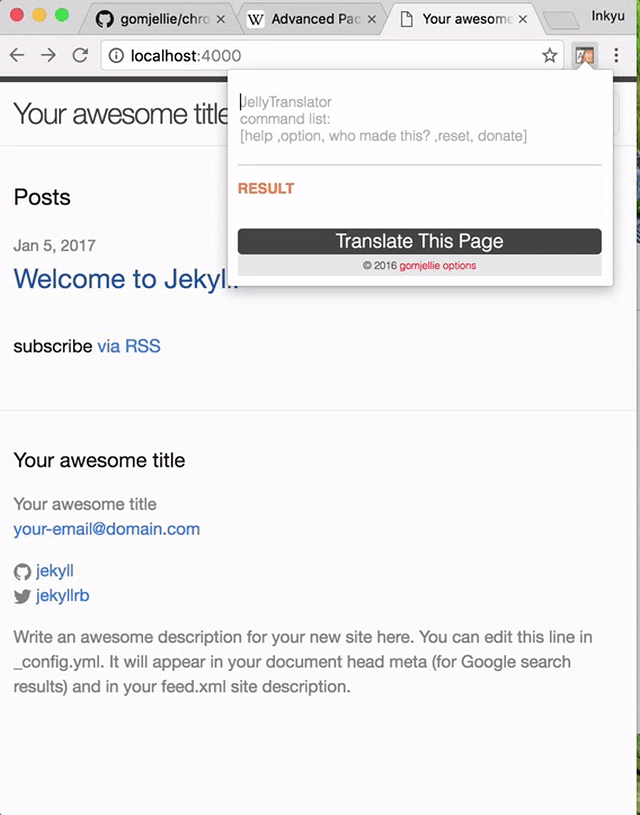 gomjellie/chro
Advanced Pac
Your awesome
Inkyu
localhost:4000
JellyTranslator
command list:
[help ,option, who made this? ,reset, donate]
RESULT
Translate This Page
© 2016 gomjellie options
Your awesome title
Posts
Jan 5, 2017
Welcome to Jekyll!
subscribe via RSS
Your awesome title
Your awesome title
your-email@domain.com
jekyll
jekyllrb
Write an awesome description for your new site here. You can edit this line in
_config.yml. It will appear in your document head meta (for Google search
results) and in your feed.xml site description.